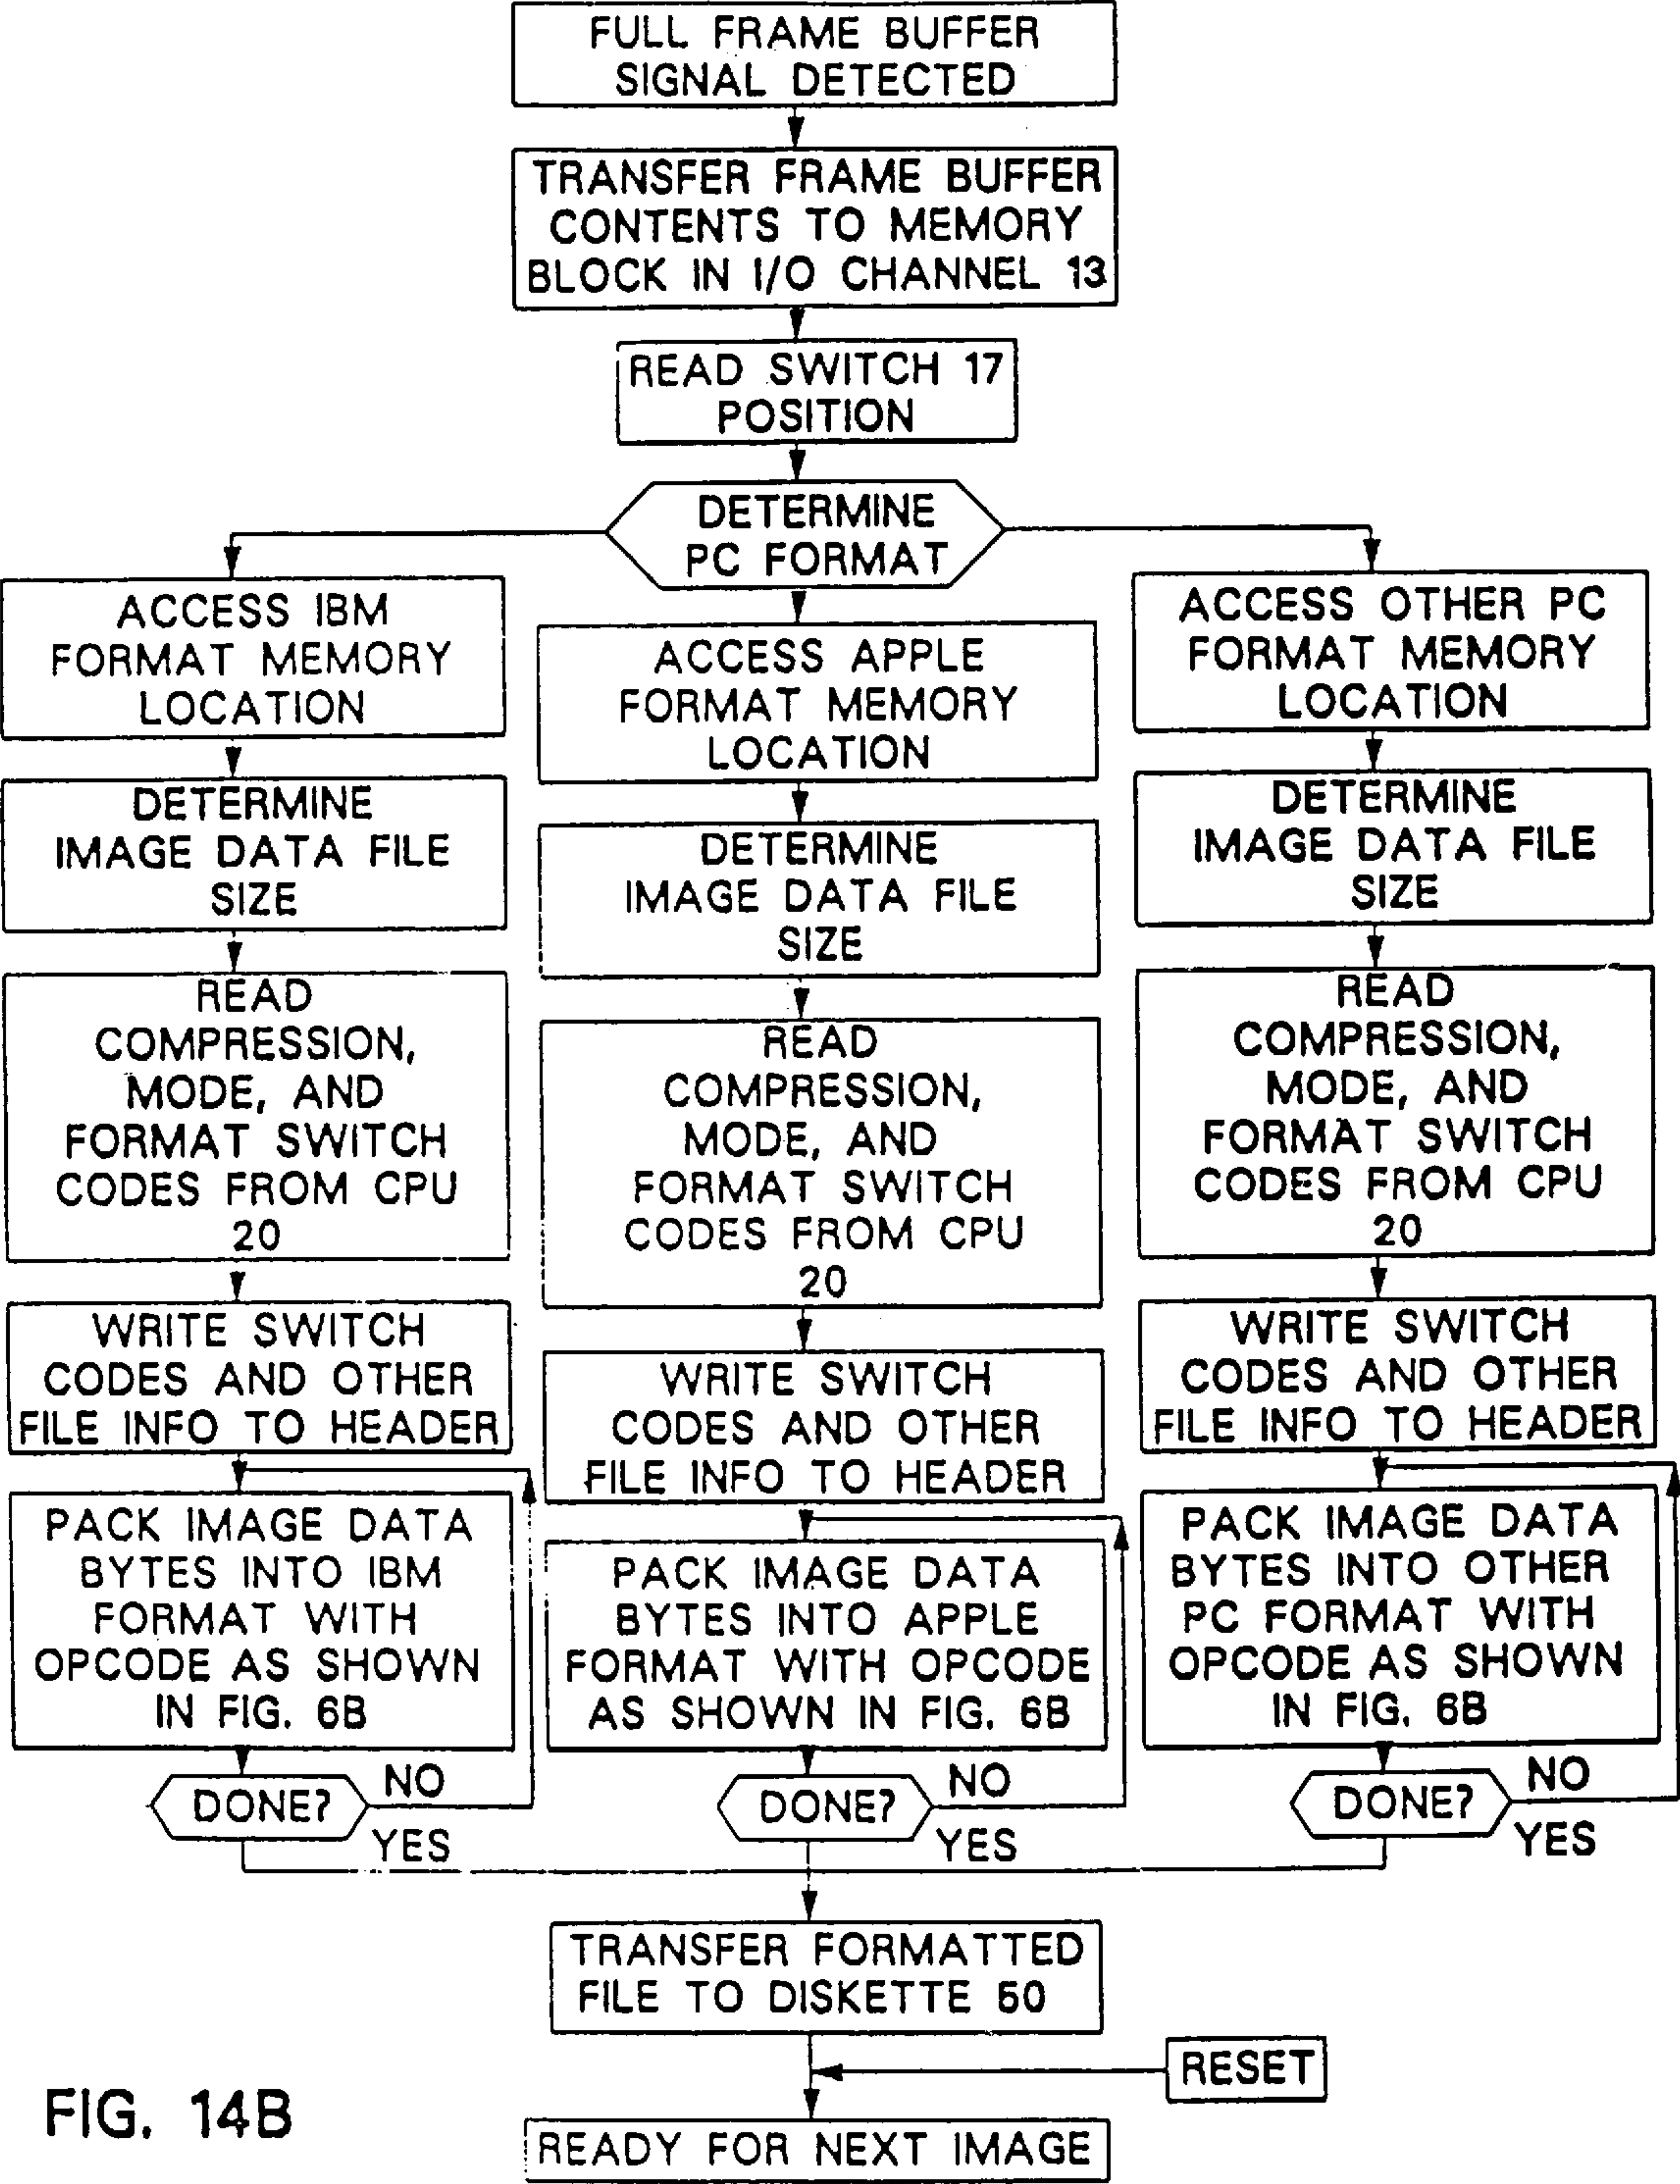 FULL FRAME BUFFER
SIGNAL DETECTED
TRANSFER FRAME BUFFER
CONTENTS TO MEMORY
BLOCK IN I/O CHANNEL 13
READ SWITCH 17
POSITION
DETERMINE
PC FORMAT
ACCESS IBM
FORMAT MEMORY
LOCATION
DETERMINE
IMAGE DATA FILE
SIZE
READ
COMPRESSION,
MODE, AND
FORMAT SWITCH
CODES FROM CPU
20
WRITE SWITCH
CODES AND OTHER
FILE INFO TO HEADER
PACK IMAGE DATA
BYTES INTO IBM
FORMAT WITH
OPCODE AS SHOWN
IN FIG. 6B
DONE?
NO
YES
ACCESS APPLE
FORMAT MEMORY
LOCATION
DETERMINE
IMAGE DATA FILE
SIZE
READ
COMPRESSION,
MODE, AND
FORMAT SWITCH
CODES FROM CPU
20
WRITE SWITCH
CODES AND OTHER
FILE INFO TO HEADER
PACK IMAGE DATA
BYTES INTO APPLE
FORMAT WITH OPCODE
AS SHOWN IN FIG. 6B
DONE?
NO
YES
ACCESS OTHER PC
FORMAT MEMORY
LOCATION
DETERMINE
IMAGE DATA FILE
SIZE
READ
COMPRESSION,
MODE, AND
FORMAT SWITCH
CODES FROM CPU
20
WRITE SWITCH
CODES AND OTHER
FILE INFO TO HEADER
PACK IMAGE DATA
BYTES INTO OTHER
PC FORMAT WITH
OPCODE AS SHOWN
IN FIG. 6B
DONE?
NO
YES
TRANSFER FORMATTED
FILE TO DISKETTE 50
RESET
READY FOR NEXT IMAGE
FIG. 14B